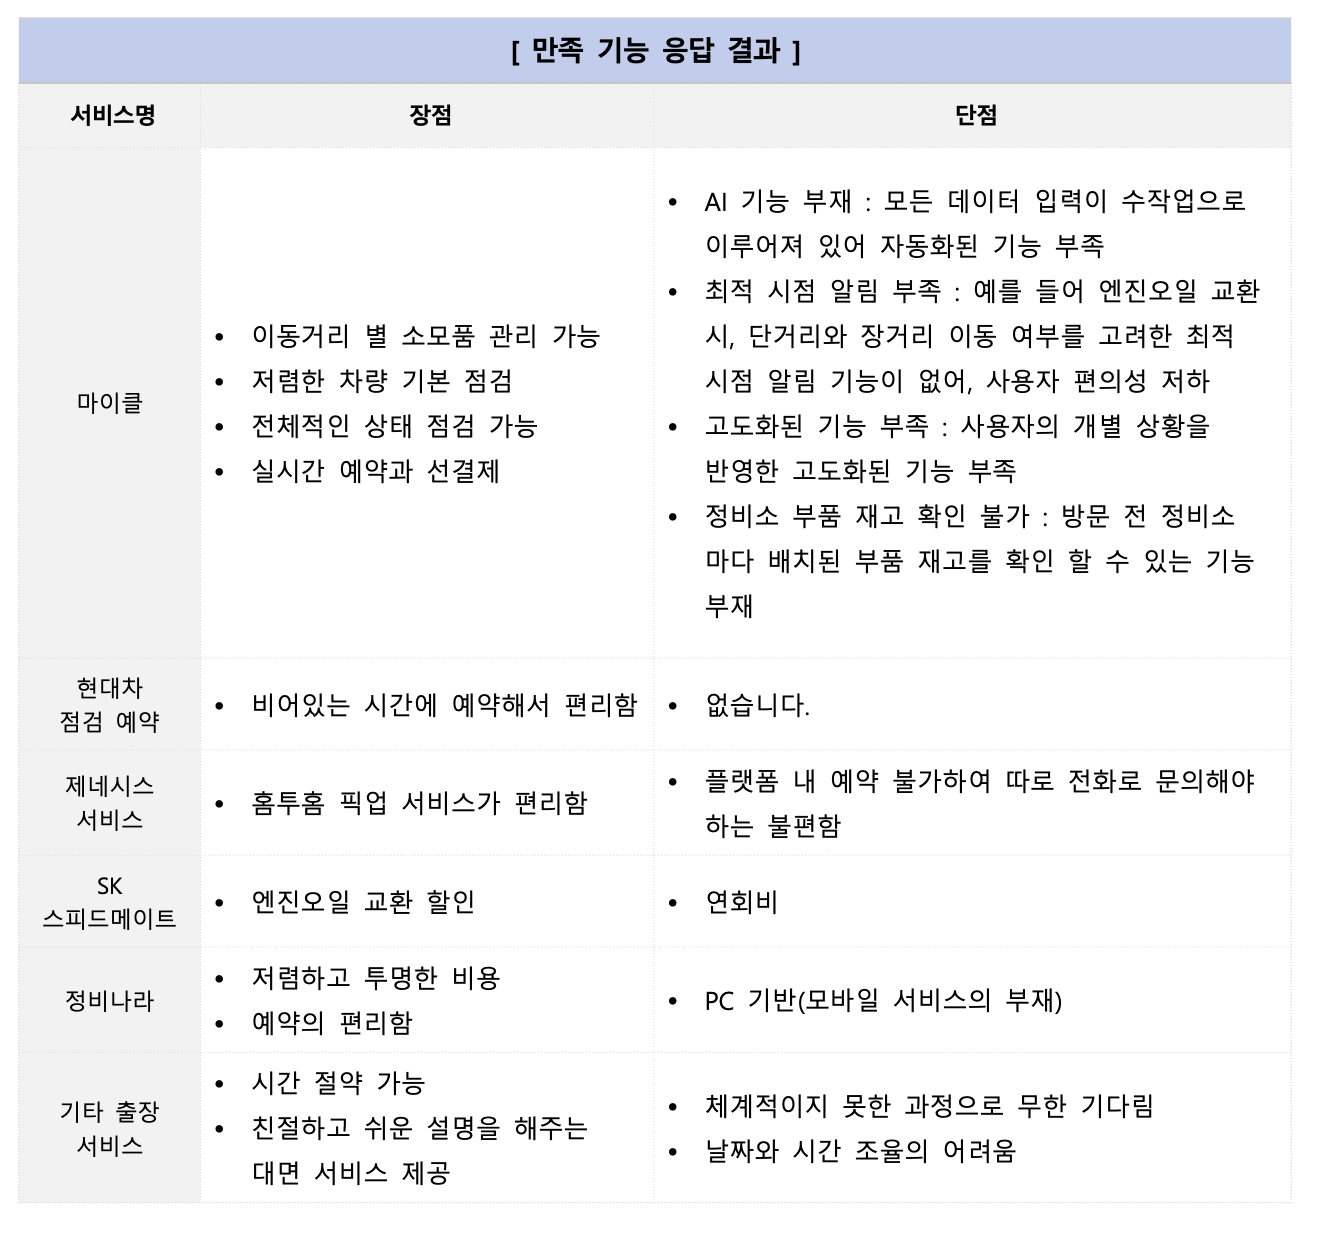 [ 만족 기능 응답 결과 ]
서비스명
장점
단점
마이클
• 이동거리 별 소모품 관리 가능
• 저렴한 차량 기본 점검
• 전체적인 상태 점검 가능
• 실시간 예약과 선결제
• AI 기능 부재 : 모든 데이터 입력이 수작업으로
이루어져 있어 자동화된 기능 부족
• 최적 시점 알림 부족 : 예를 들어 엔진오일 교환
시, 단거리와 장거리 이동 여부를 고려한 최적
시점 알림 기능이 없어, 사용자 편의성 저하
• 고도화된 기능 부족 : 사용자의 개별 상황을
반영한 고도화된 기능 부족
• 정비소 부품 재고 확인 불가 : 방문 전 정비소
마다 배치된 부품 재고를 확인 할 수 있는 기능
부재
현대차
점검 예약
• 비어있는 시간에 예약해서 편리함
• 없습니다.
제네시스
서비스
• 홈투홈 픽업 서비스가 편리함
• 플랫폼 내 예약 불가하여 따로 전화로 문의해야
하는 불편함
SK
스피드메이트
• 엔진오일 교환 할인
• 연회비
정비나라
• 저렴하고 투명한 비용
• 예약의 편리함
• PC 기반(모바일 서비스의 부재)
기타 출장
서비스
• 시간 절약 가능
• 친절하고 쉬운 설명을 해주는
대면 서비스 제공
• 체계적이지 못한 과정으로 무한 기다림
• 날짜와 시간 조율의 어려움